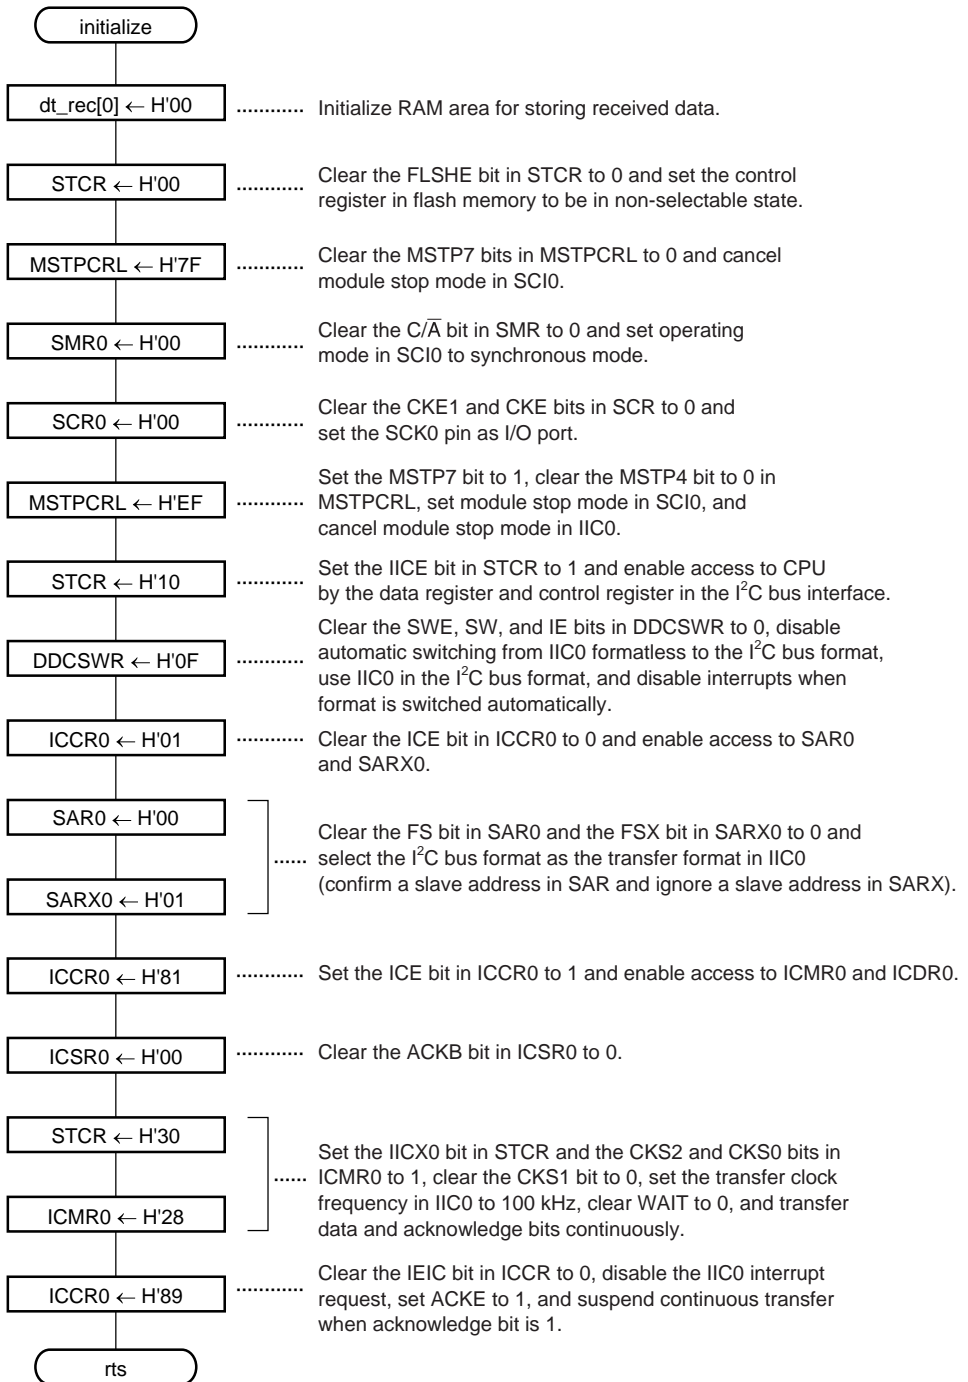 initialize
dt_rec[0] ← H'00
............ Initialize RAM area for storing received data.
STCR ← H'00
............ Clear the FLSHE bit in STCR to 0 and set the control
register in flash memory to be in non-selectable state.
MSTPCRL ← H'7F
............ Clear the MSTP7 bits in MSTPCRL to 0 and cancel
module stop mode in SCI0.
SMR0 ← H'00
............ Clear the C/A̅ bit in SMR to 0 and set operating
mode in SCI0 to synchronous mode.
SCR0 ← H'00
............ Clear the CKE1 and CKE bits in SCR to 0 and
set the SCK0 pin as I/O port.
MSTPCRL ← H'EF
............ Set the MSTP7 bit to 1, clear the MSTP4 bit to 0 in
MSTPCRL, set module stop mode in SCI0, and
cancel module stop mode in IIC0.
STCR ← H'10
............ Set the IICE bit in STCR to 1 and enable access to CPU
by the data register and control register in the I²C bus interface.
DDCSWR ← H'0F
............ Clear the SWE, SW, and IE bits in DDCSWR to 0, disable
automatic switching from IIC0 formatless to the I²C bus format,
use IIC0 in the I²C bus format, and disable interrupts when
format is switched automatically.
ICCR0 ← H'01
............ Clear the ICE bit in ICCR0 to 0 and enable access to SAR0
and SARX0.
SAR0 ← H'00
SARX0 ← H'01
...... Clear the FS bit in SAR0 and the FSX bit in SARX0 to 0 and
select the I²C bus format as the transfer format in IIC0
(confirm a slave address in SAR and ignore a slave address in SARX).
ICCR0 ← H'81
............ Set the ICE bit in ICCR0 to 1 and enable access to ICMR0 and ICDR0.
ICSR0 ← H'00
............ Clear the ACKB bit in ICSR0 to 0.
STCR ← H'30
ICMR0 ← H'28
...... Set the IICX0 bit in STCR and the CKS2 and CKS0 bits in
ICMR0 to 1, clear the CKS1 bit to 0, set the transfer clock
frequency in IIC0 to 100 kHz, clear WAIT to 0, and transfer
data and acknowledge bits continuously.
ICCR0 ← H'89
............ Clear the IEIC bit in ICCR to 0, disable the IIC0 interrupt
request, set ACKE to 1, and suspend continuous transfer
when acknowledge bit is 1.
rts